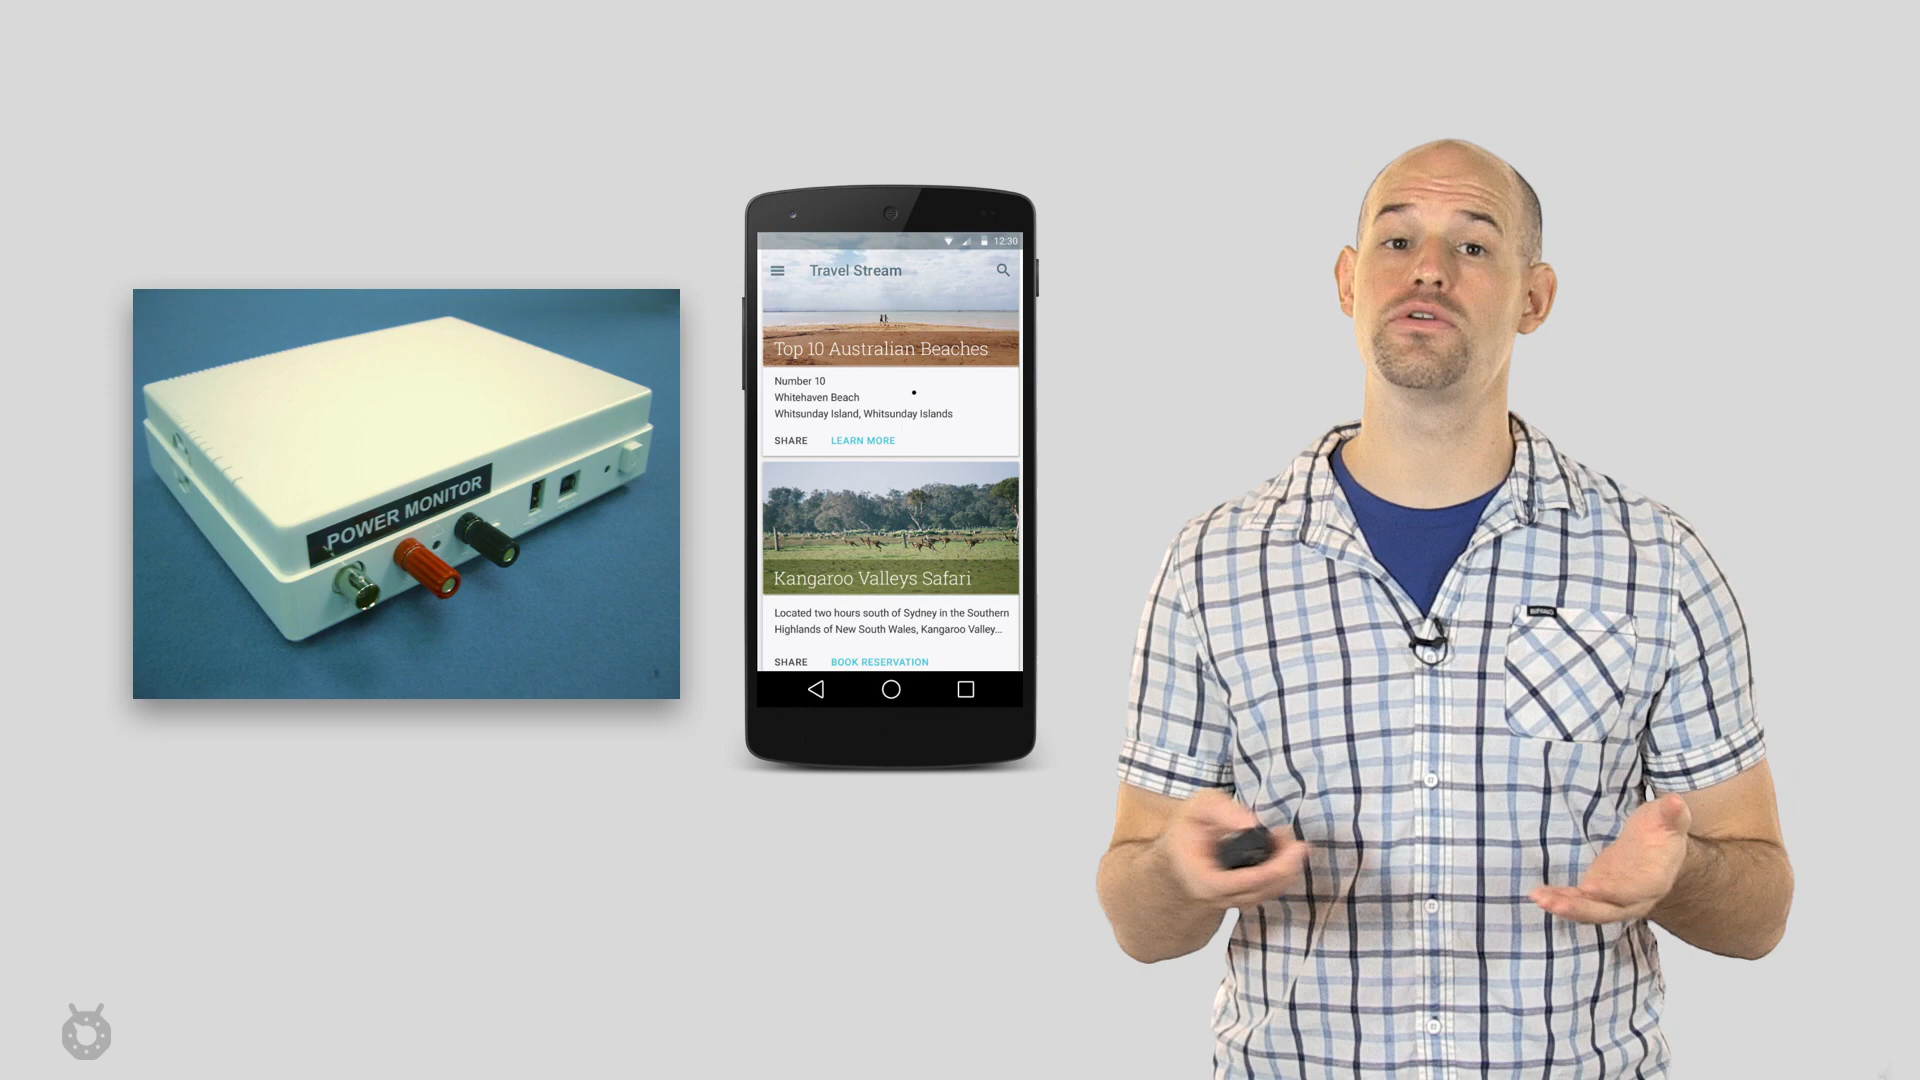 POWER MONITOR
12:30
Travel Stream
Top 10 Australian Beaches
Number 10
Whitehaven Beach
Whitsunday Island, Whitsunday Islands
SHARE LEARN MORE
Kangaroo Valleys Safari
Located two hours south of Sydney in the Southern
Highlands of New South Wales, Kangaroo Valley...
SHARE BOOK RESERVATION